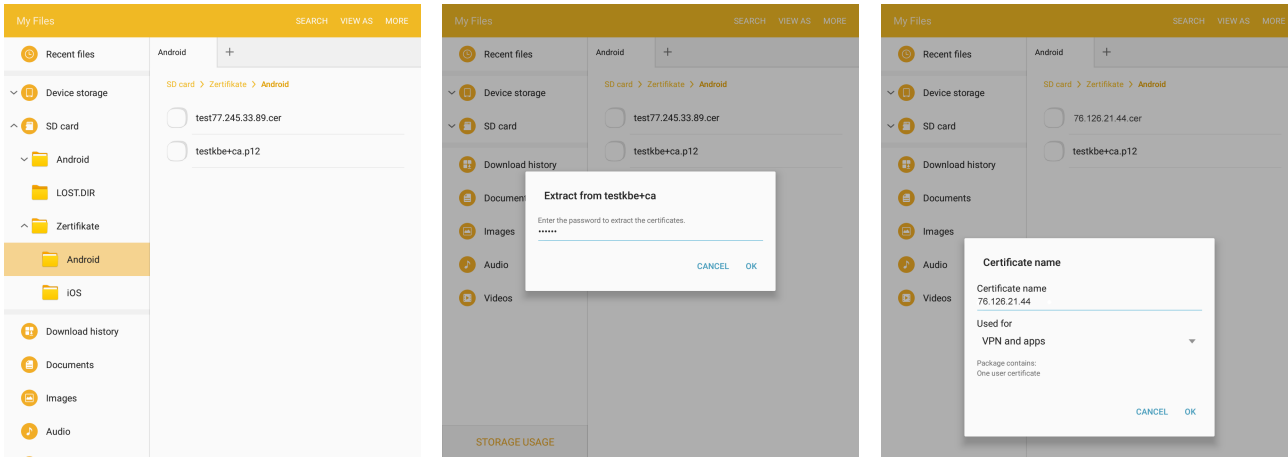 My Files
SEARCH VIEW AS MORE
Recent files
Device storage
SD card
Android
LOST.DIR
Zertifikate
Android
iOS
Download history
Documents
Images
Audio
Android +
SD card > Zertifikate > Android
test77.245.33.89.cer
testkbe+ca.p12
My Files
SEARCH VIEW AS MORE
Recent files
Device storage
SD card
Download history
Documen
Images
Audio
Videos
STORAGE USAGE
Android +
SD card > Zertifikate > Android
test77.245.33.89.cer
testkbe+ca.p12
Extract from testkbe+ca
Enter the password to extract the certificates.
••••••
CANCEL OK
My Files
SEARCH VIEW AS MORE
Recent files
Device storage
SD card
Download history
Documents
Images
Audio
Videos
Android +
SD card > Zertifikate > Android
76.126.21.44.cer
testkbe+ca.p12
Certificate name
Certificate name
76.126.21.44
Used for
VPN and apps
Package contains:
One user certificate
CANCEL OK